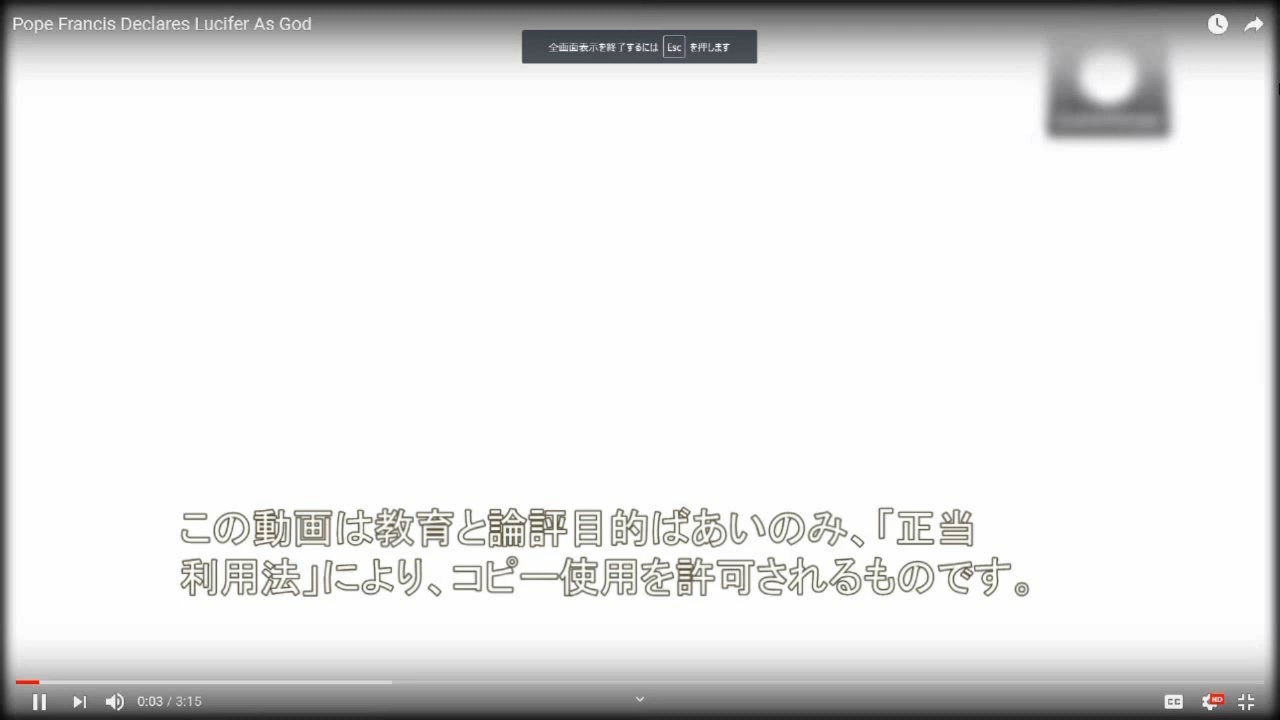 Pope Francis Declares Lucifer As God
全画面表示を終了するには Esc を押します
この動画は教育と論評目的ばあいのみ、「正当
利用法」により、コピー使用を許可されるものです。
0:03 / 3:15
CC
HD